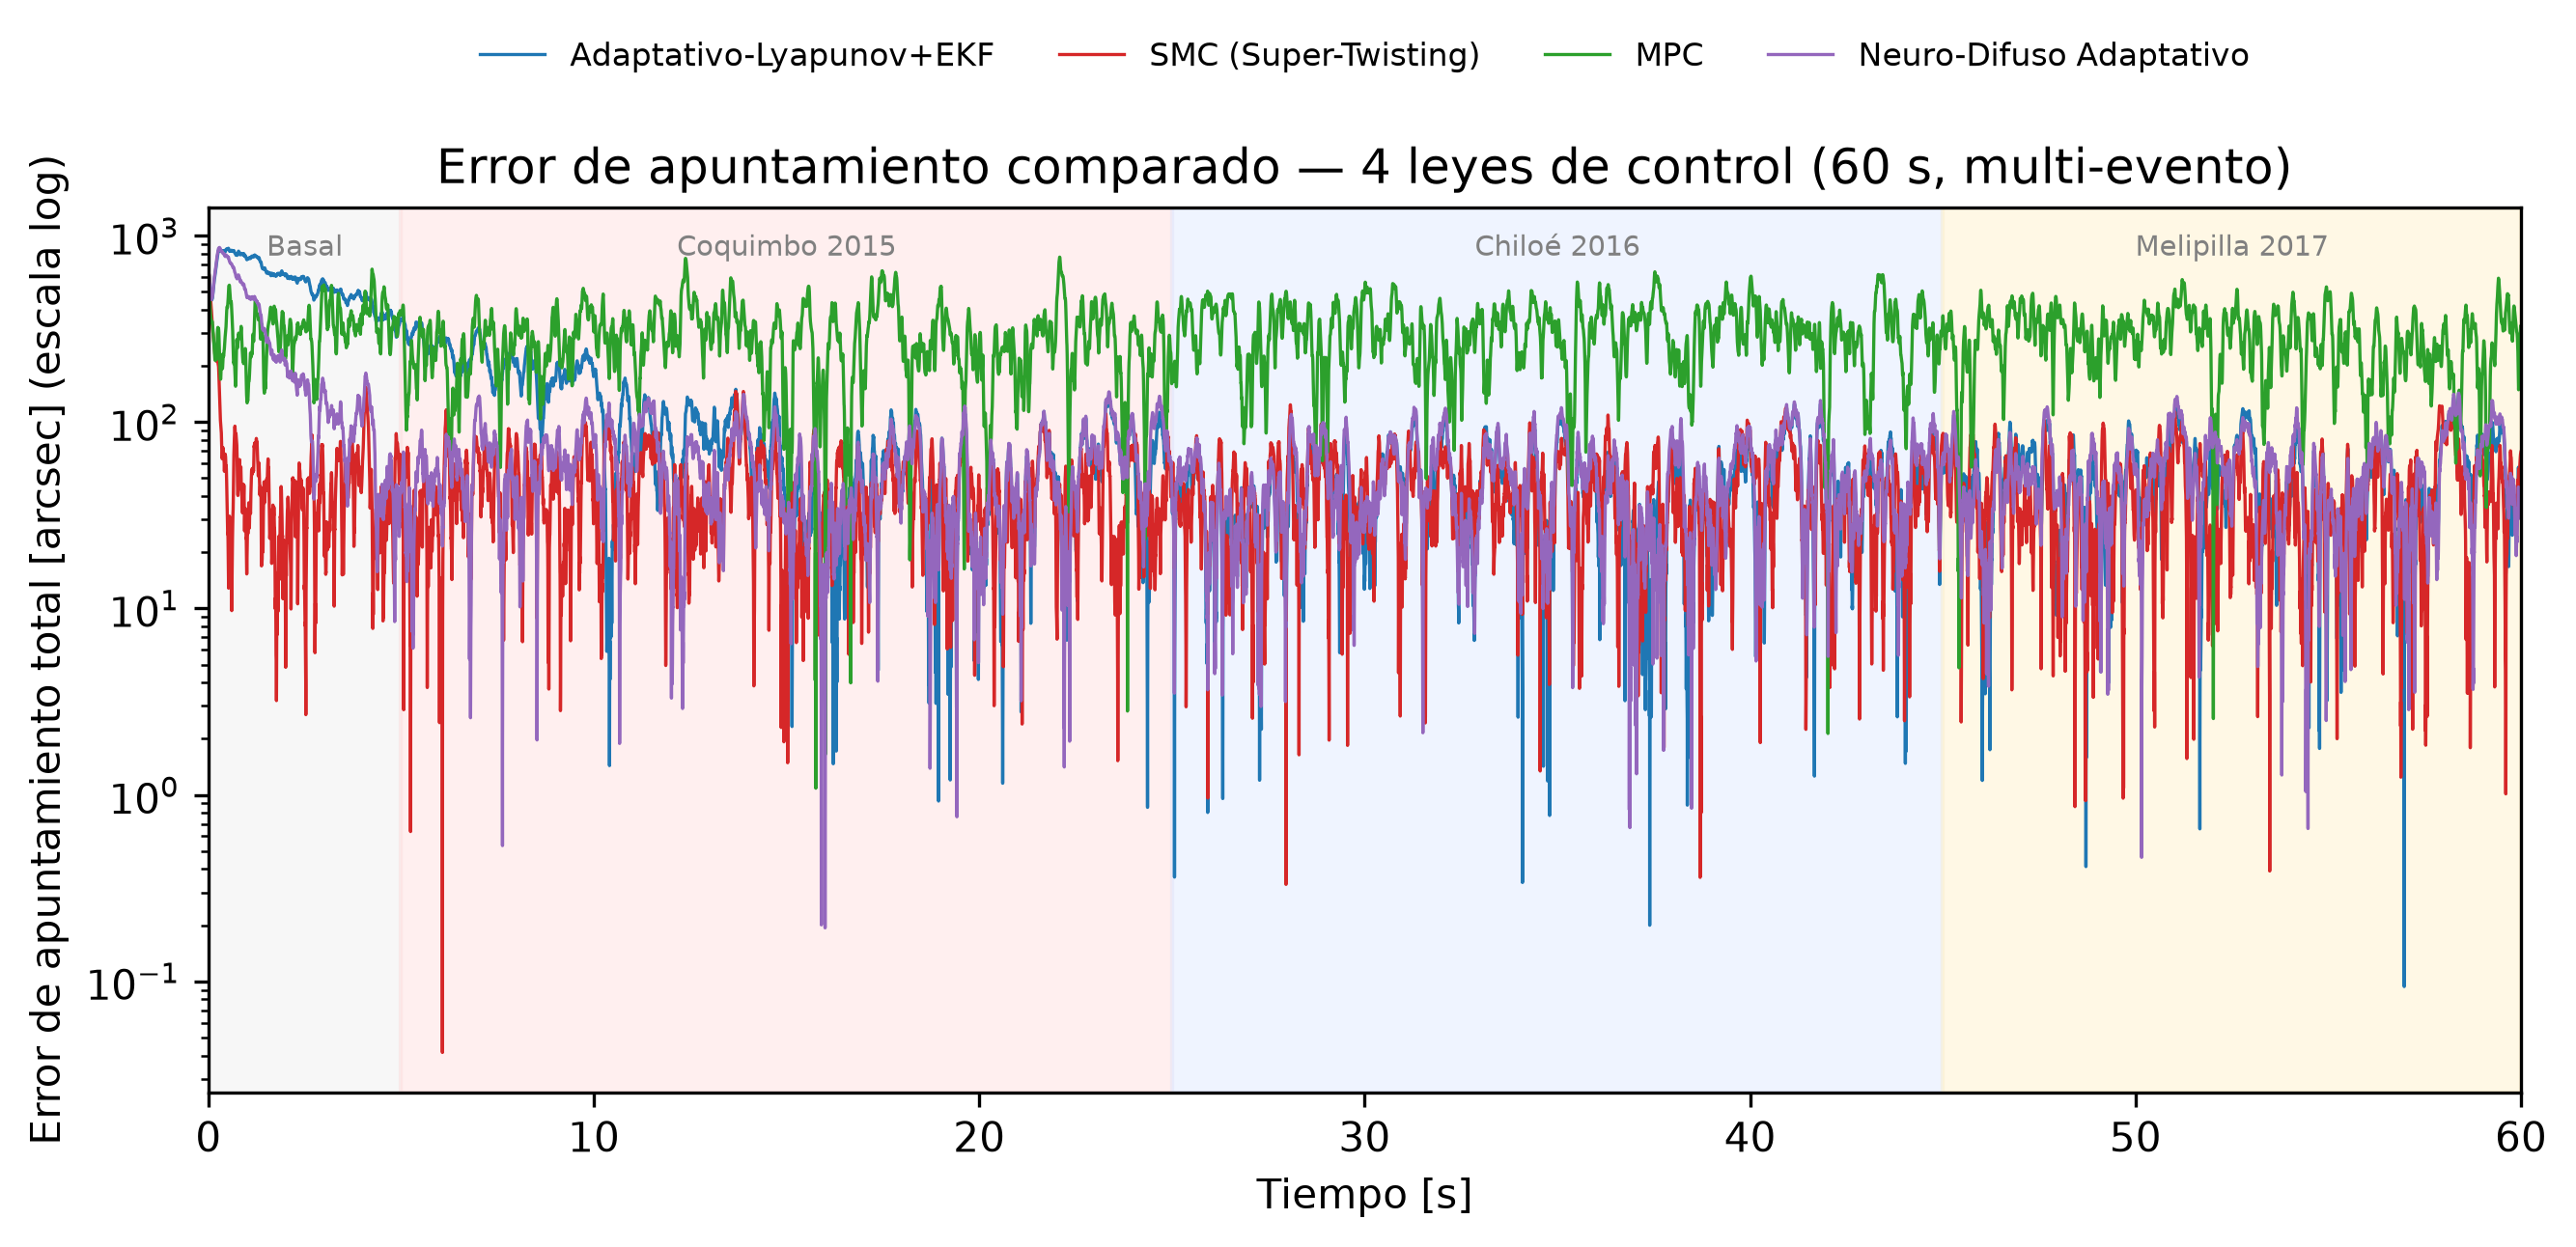 Adaptativo-Lyapunov+EKF SMC (Super-Twisting) MPC Neuro-Difuso Adaptativo
Error de apuntamiento comparado — 4 leyes de control (60 s, multi-evento)
Error de apuntamiento total [arcsec] (escala log)
10³
10²
10¹
10⁰
10⁻¹
Basal Coquimbo 2015 Chiloé 2016 Melipilla 2017
0 10 20 30 40 50 60
Tiempo [s]